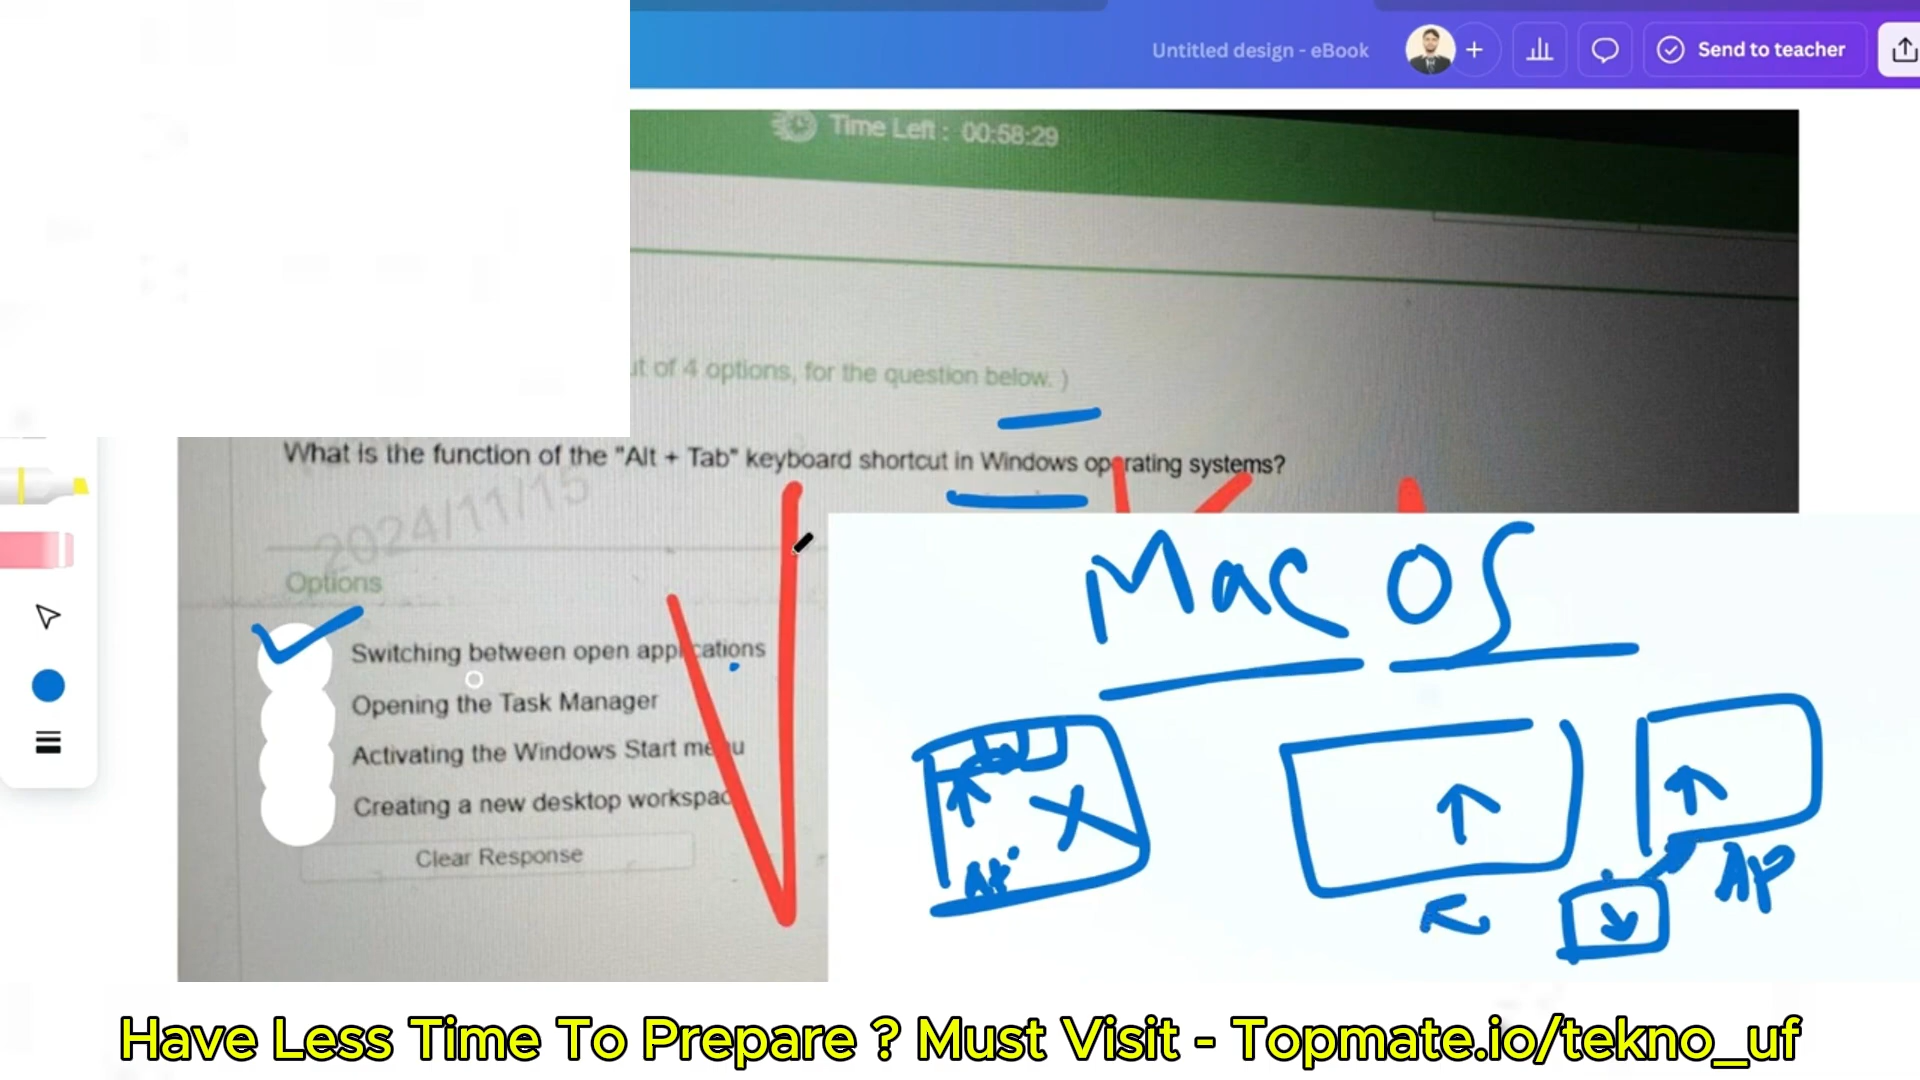 Untitled design - eBook
Send to teacher
Time Left : 00:58:29
of 4 options, for the question below. )
What is the function of the "Alt + Tab" keyboard shortcut in Windows operating systems?
2024/11/15
Options
Switching between open applications
Opening the Task Manager
Activating the Windows Start menu
Creating a new desktop workspac
Clear Response
Mac OS
AP
Have Less Time To Prepare ? Must Visit - Topmate.io/tekno_uf